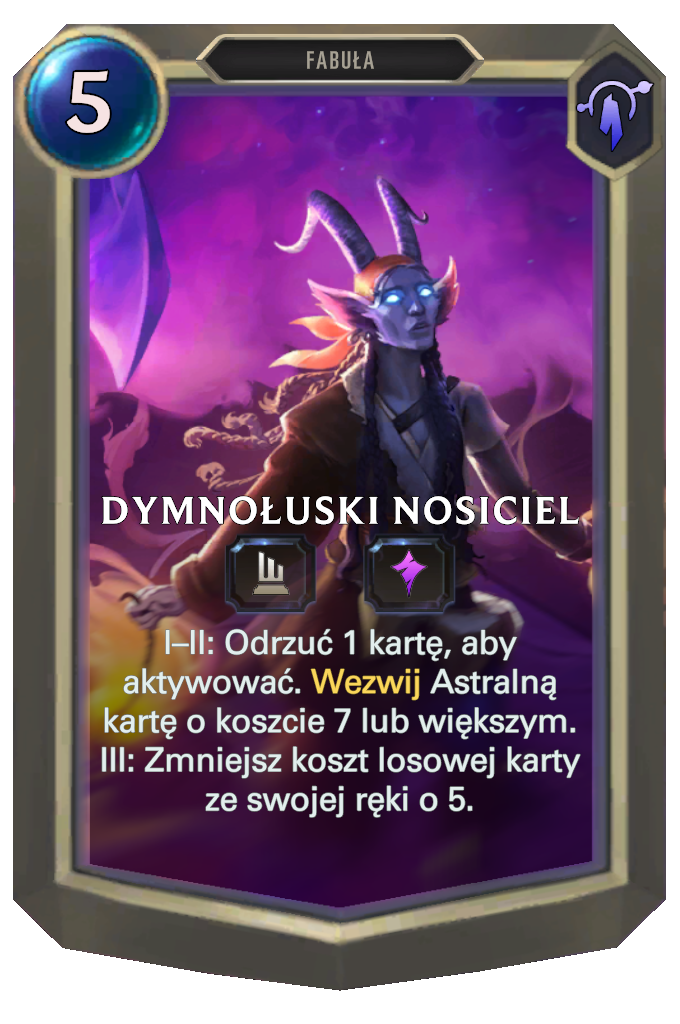 5
FABUŁA
DYMNOŁUSKI NOSICIEL
I–II: Odrzuć 1 kartę, aby
aktywować. Wezwij Astralną
kartę o koszcie 7 lub większym.
III: Zmniejsz koszt losowej karty
ze swojej ręki o 5.